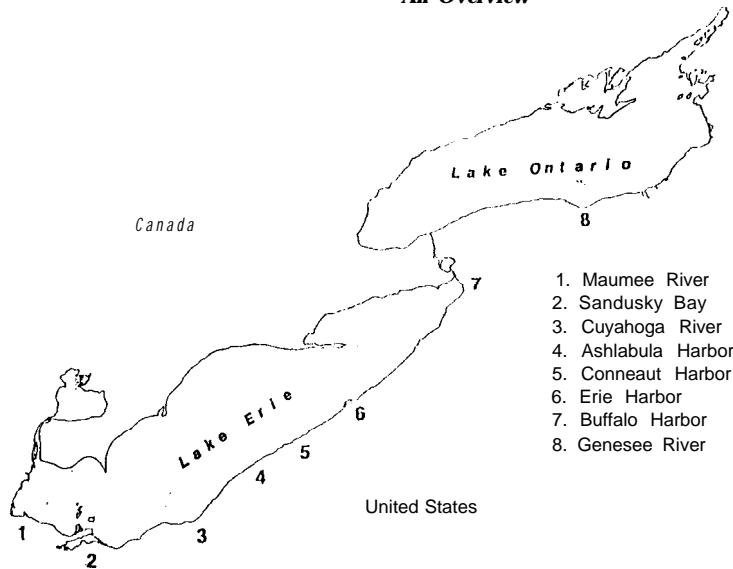 An Overview
Lake Ontario
Canada
8
7
1. Maumee River
2. Sandusky Bay
3. Cuyahoga River
4. Ashlabula Harbor
5. Conneaut Harbor
6. Erie Harbor
7. Buffalo Harbor
8. Genesee River
Lake Erie
6
5
4
United States
3
1
2